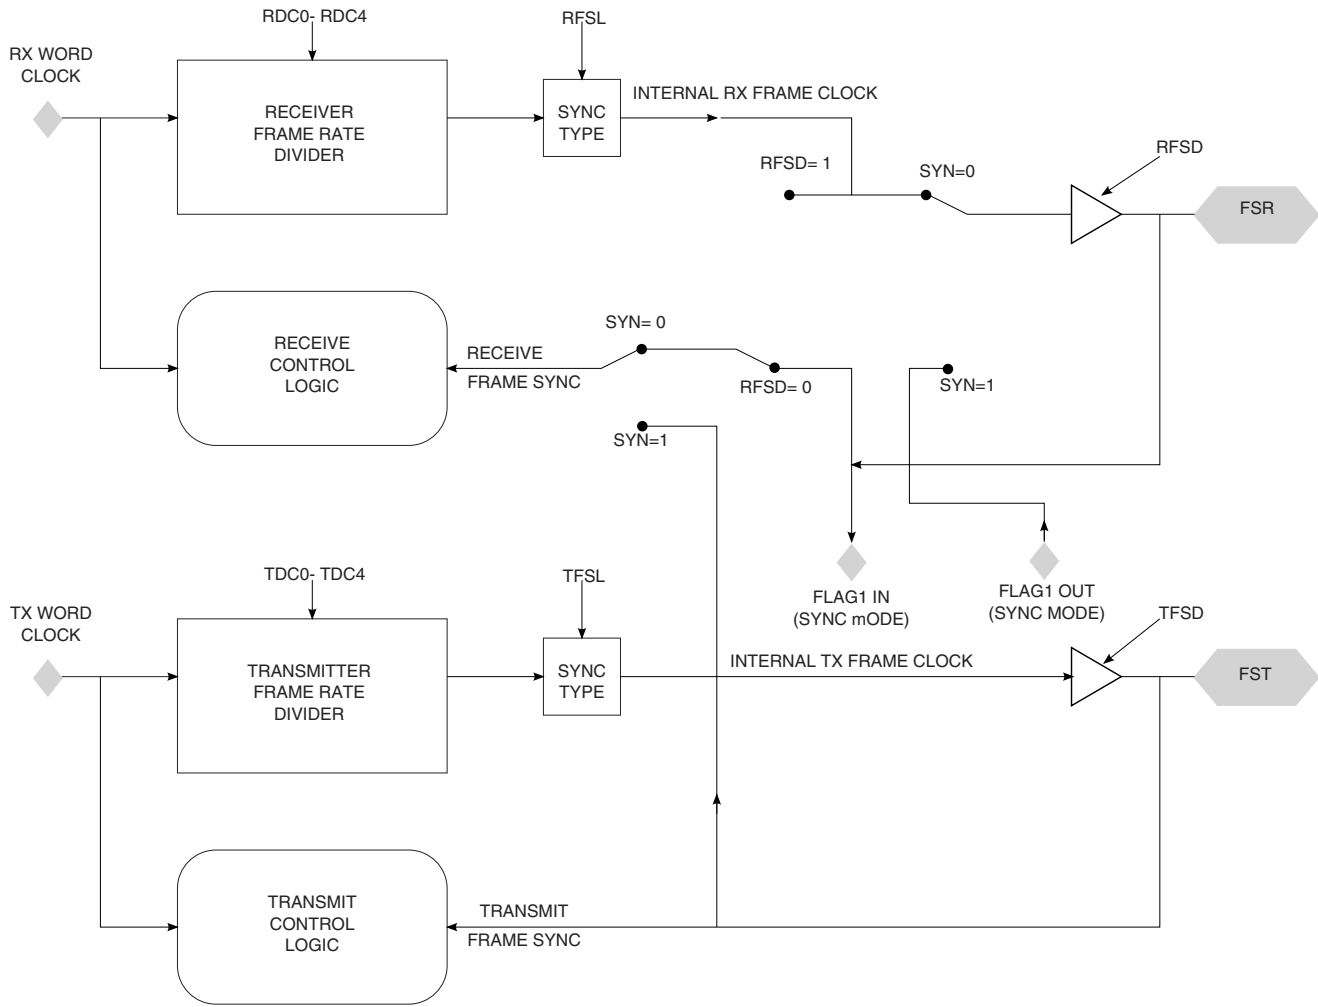 RDC0- RDC4
RFSL
RX WORD
CLOCK
RECEIVER
FRAME RATE
DIVIDER
SYNC
TYPE
INTERNAL RX FRAME CLOCK
RFSD= 1
SYN=0
RFSD
FSR
RECEIVE
CONTROL
LOGIC
RECEIVE
FRAME SYNC
SYN= 0
RFSD= 0
SYN=1
SYN=1
FLAG1 IN
(SYNC mODE)
FLAG1 OUT
(SYNC MODE)
TDC0- TDC4
TFSL
TX WORD
CLOCK
TRANSMITTER
FRAME RATE
DIVIDER
SYNC
TYPE
INTERNAL TX FRAME CLOCK
TFSD
FST
TRANSMIT
CONTROL
LOGIC
TRANSMIT
FRAME SYNC